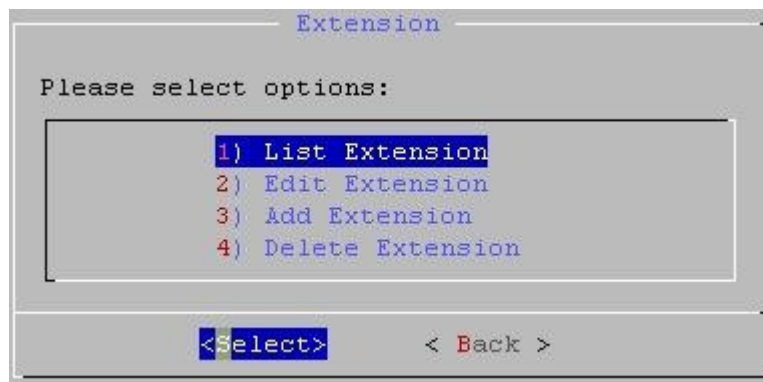 Extension
Please select options:
1) List Extension
2) Edit Extension
3) Add Extension
4) Delete Extension
<Select> < Back >